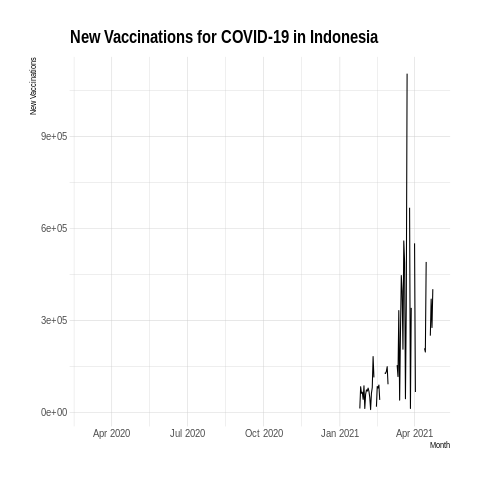 New Vaccinations for COVID-19 in Indonesia
New Vaccinations
9e+05
6e+05
3e+05
0e+00
Apr 2020
Jul 2020
Oct 2020
Jan 2021
Apr 2021
Month